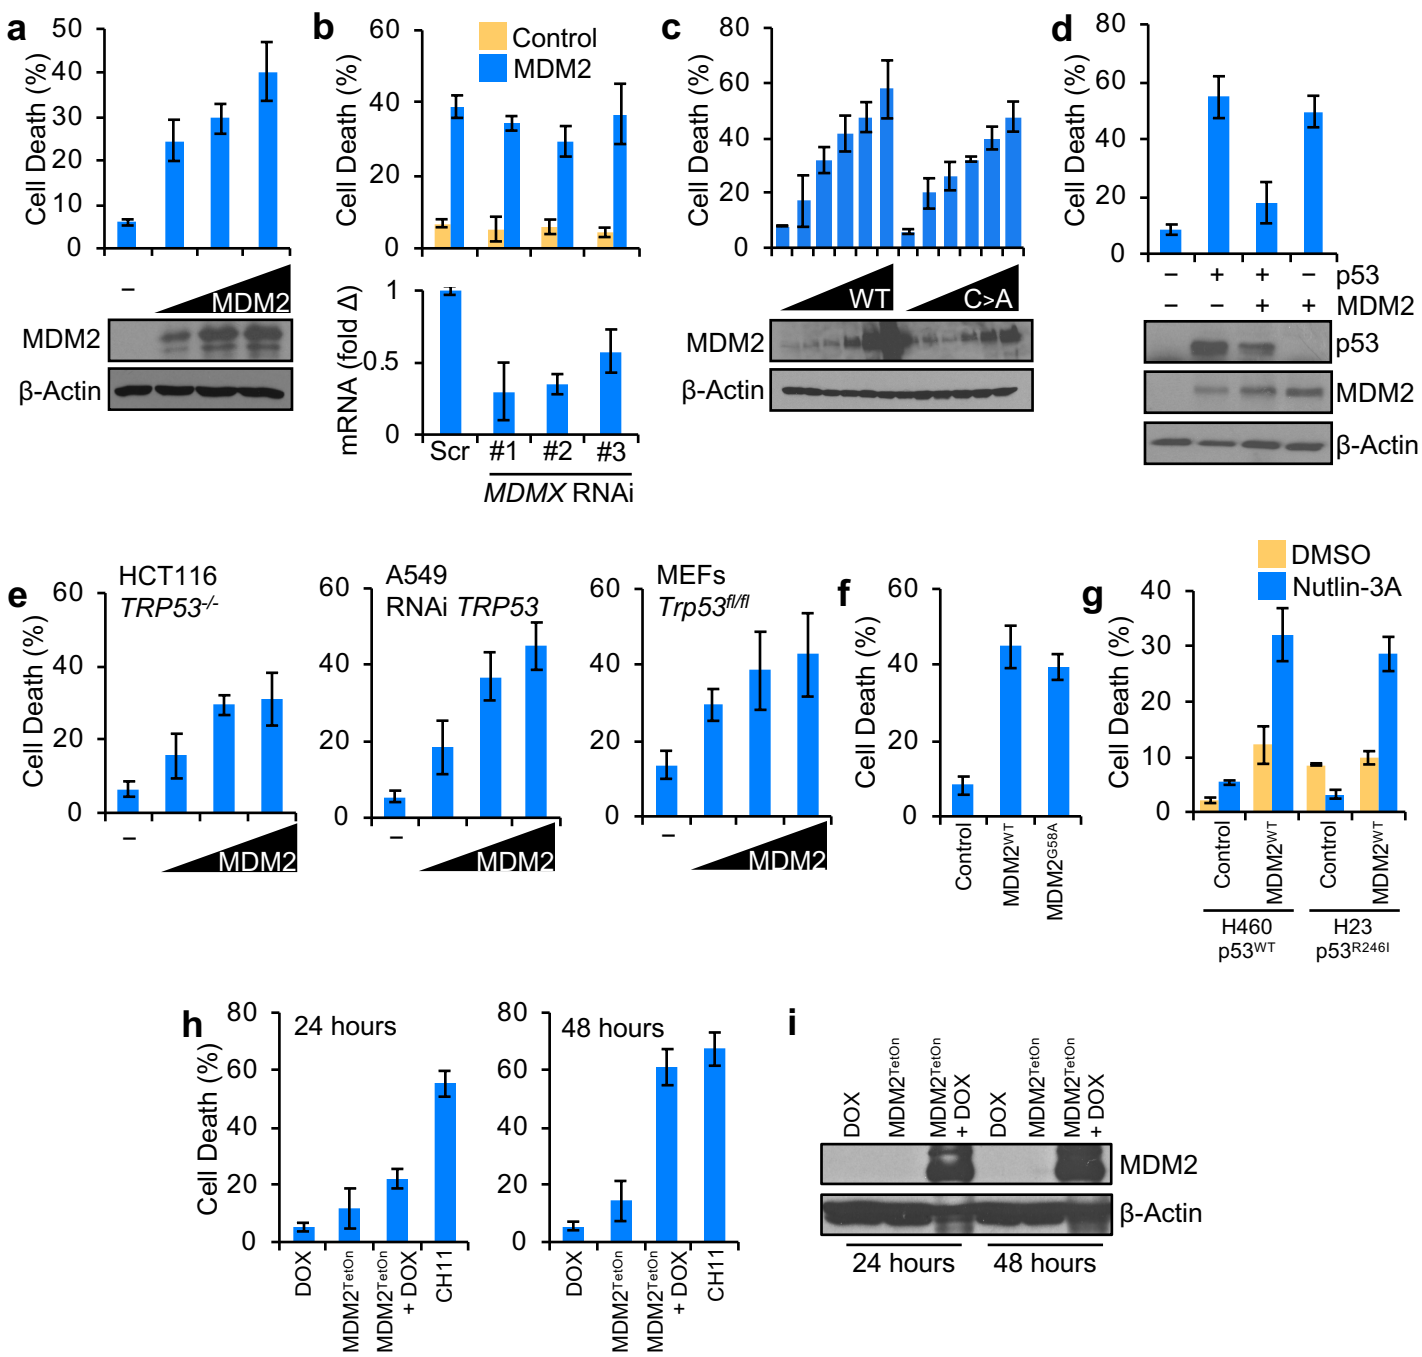 a
50
40
30
20
10
0
Cell Death (%)
–
MDM2
MDM2
β-Actin
b
60
40
20
0
Cell Death (%)
Control
MDM2
1
0.5
0
mRNA (fold Δ)
Scr #1 #2 #3
MDMX RNAi
c
80
60
40
20
0
Cell Death (%)
WT C>A
MDM2
β-Actin
d
80
60
40
20
0
Cell Death (%)
– + + – p53
– – + + MDM2
p53
MDM2
β-Actin
e
HCT116
TRP53-/-
60
40
20
0
Cell Death (%)
–
MDM2
A549
RNAi TRP53
60
40
20
0
–
MDM2
MEFs
Trp53fl/fl
60
40
20
0
–
MDM2
f
60
40
20
0
Cell Death (%)
Control
MDM2WT
MDM2G58A
g
DMSO
Nutlin-3A
40
30
20
10
0
Cell Death (%)
Control
MDM2WT
Control
MDM2WT
H460
p53WT
H23
p53R246I
h
24 hours
80
60
40
20
0
Cell Death (%)
DOX
MDM2TetOn
MDM2TetOn
+ DOX
CH11
48 hours
80
60
40
20
0
DOX
MDM2TetOn
MDM2TetOn
+ DOX
CH11
i
DOX
MDM2TetOn
MDM2TetOn
+ DOX
DOX
MDM2TetOn
MDM2TetOn
+ DOX
MDM2
β-Actin
24 hours 48 hours